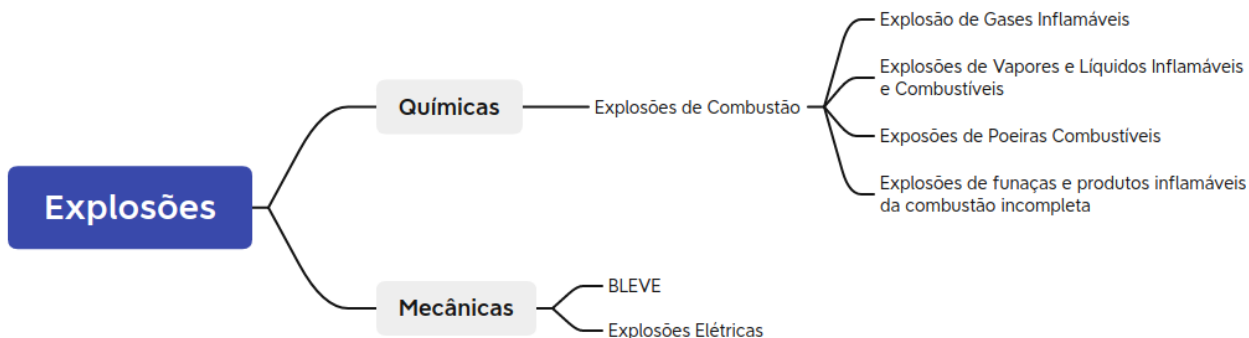 Explosões
Químicas
Explosões de Combustão
Explosão de Gases Inflamáveis
Explosões de Vapores e Líquidos Inflamáveis
e Combustíveis
Exposões de Poeiras Combustíveis
Explosões de funaças e produtos inflamáveis
da combustão incompleta
Mecânicas
BLEVE
Explosões Elétricas